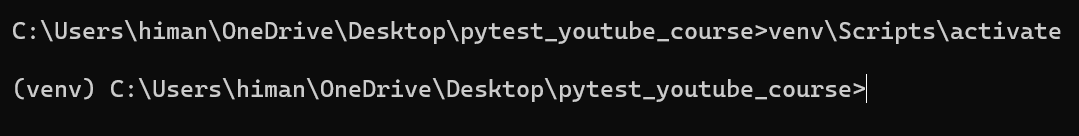 C:\Users\himan\OneDrive\Desktop\pytest_youtube_course>venv\Scripts\activate
(venv) C:\Users\himan\OneDrive\Desktop\pytest_youtube_course>